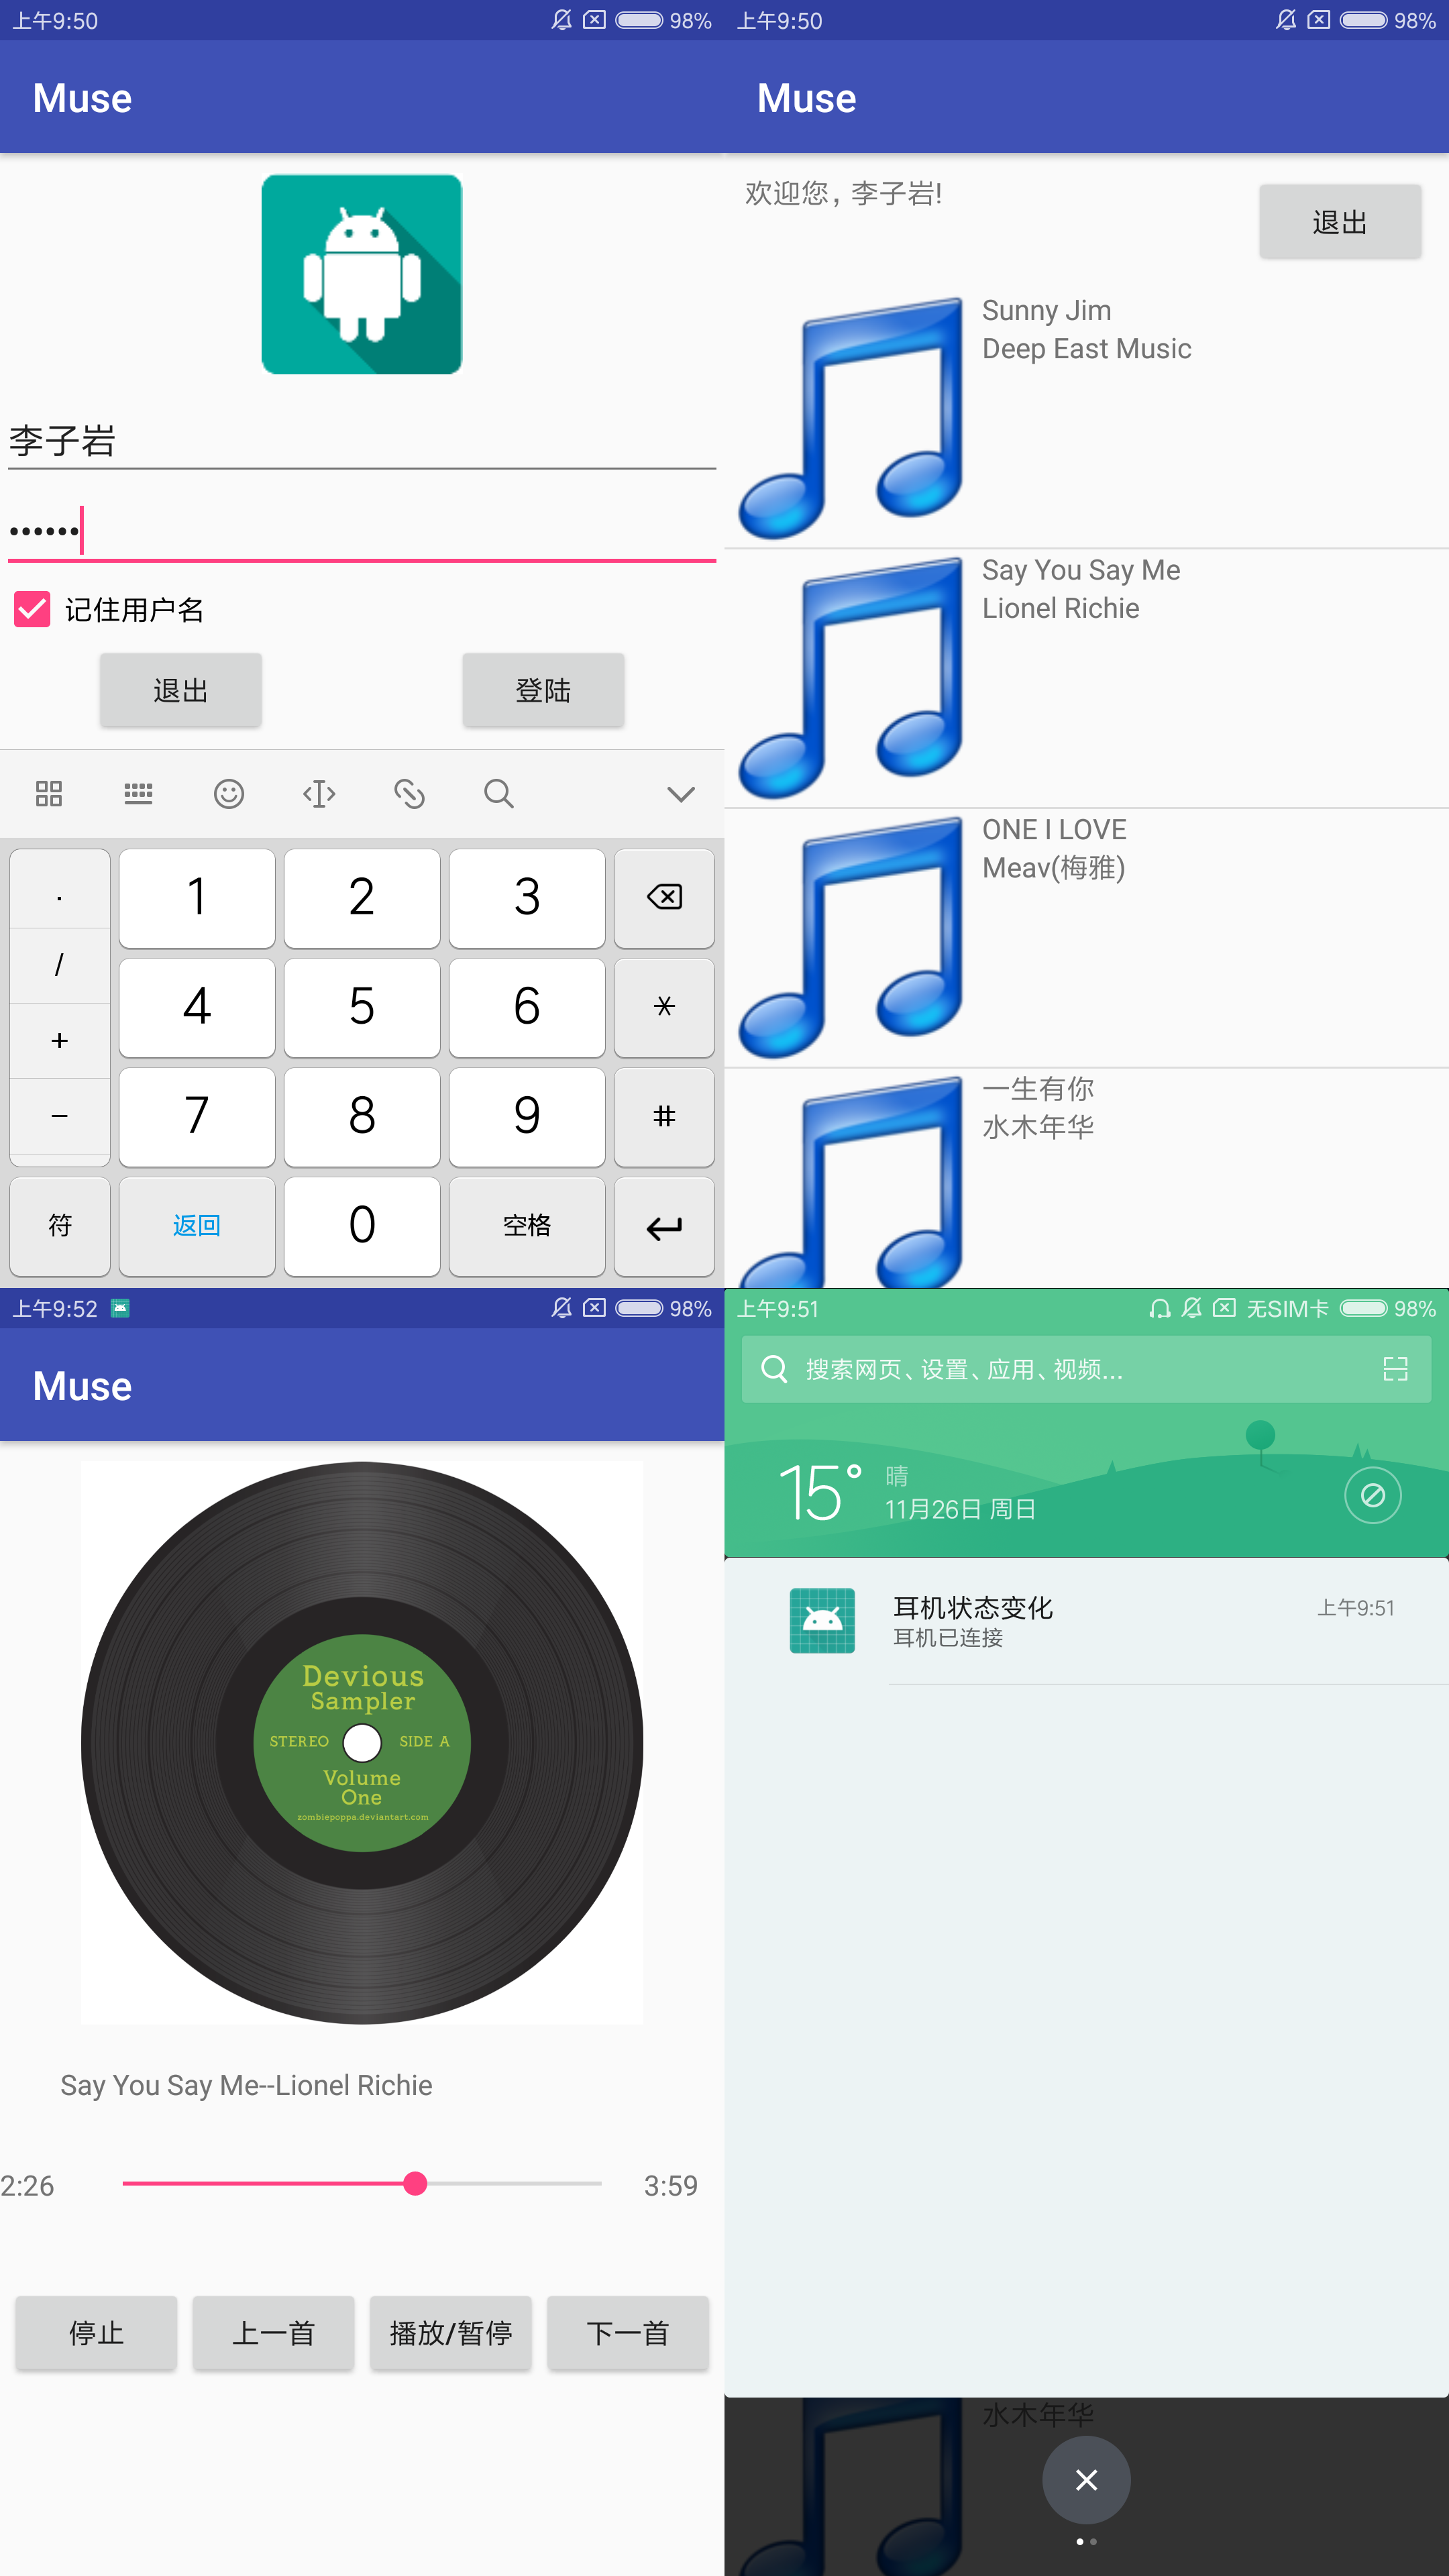 上午9:50
98%
Muse
李子岩
••••••
记住用户名
退出
登陆
.
1
2
3
/
4
5
6
*
+
7
8
9
#
-
符
返回
0
空格
上午9:50
98%
Muse
欢迎您，李子岩!
退出
Sunny Jim
Deep East Music
Say You Say Me
Lionel Richie
ONE I LOVE
Meav(梅雅)
一生有你
水木年华
上午9:52
98%
Muse
Devious
Sampler
STEREO
SIDE A
Volume
One
zombiepoppa.deviantart.com
Say You Say Me--Lionel Richie
2:26
3:59
停止
上一首
播放/暂停
下一首
上午9:51
无SIM卡
98%
搜索网页、设置、应用、视频...
15°
晴
11月26日 周日
耳机状态变化
上午9:51
耳机已连接
水木年华